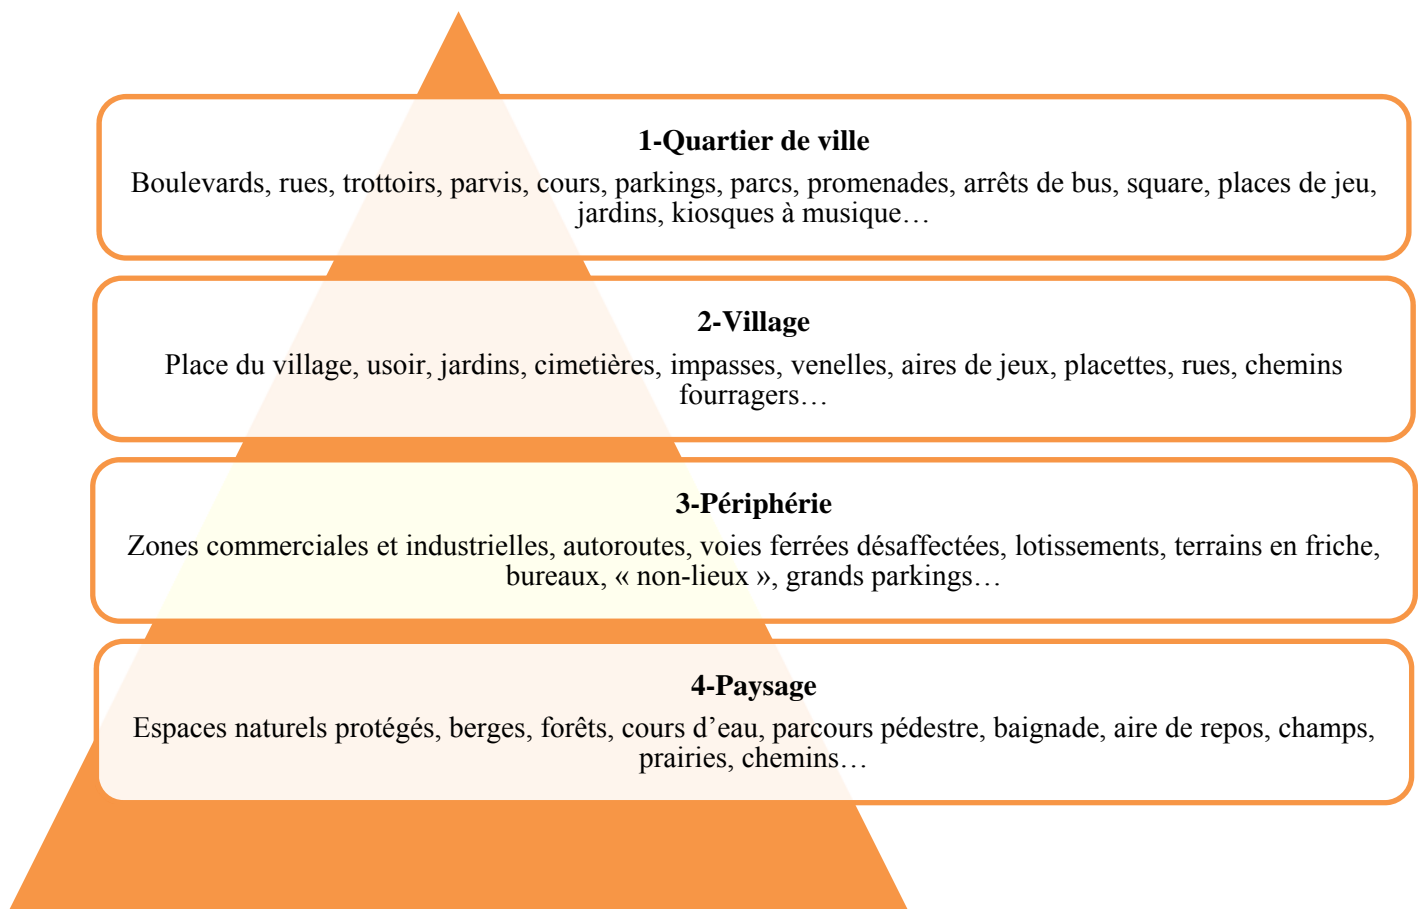 1-Quartier de ville
Boulevards, rues, trottoirs, parvis, cours, parkings, parcs, promenades, arrêts de bus, square, places de jeu,
jardins, kiosques à musique…
2-Village
Place du village, usoir, jardins, cimetières, impasses, venelles, aires de jeux, placettes, rues, chemins
fourragers…
3-Périphérie
Zones commerciales et industrielles, autoroutes, voies ferrées désaffectées, lotissements, terrains en friche,
bureaux, « non-lieux », grands parkings…
4-Paysage
Espaces naturels protégés, berges, forêts, cours d’eau, parcours pédestre, baignade, aire de repos, champs,
prairies, chemins…